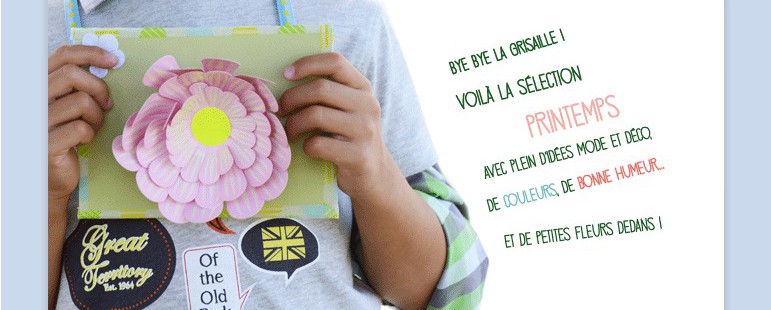 BYE BYE LA GRISAILLE !
VOILÀ LA SÉLECTION
PRINTEMPS
AVEC PLEIN D'IDÉES MODE ET DÉCO,
DE COULEURS, DE BONNE HUMEUR...
ET DE PETITES FLEURS DEDANS !
Great
Territory
Est. 1964
Of
the
Old